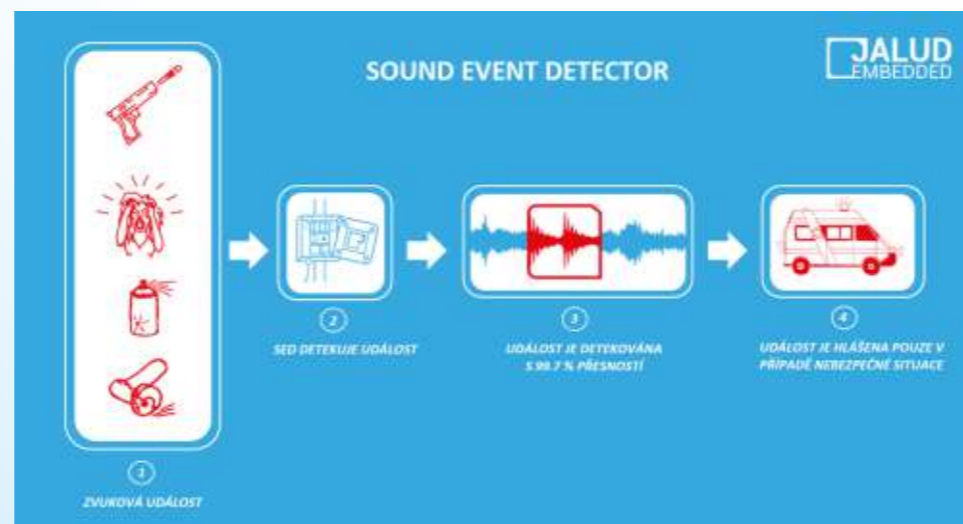 SOUND EVENT DETECTOR
JALUD
EMBEDDED
1
ZVUKOVÁ UDÁLOST
2
SED DETEKUJE UDÁLOST
3
UDÁLOST JE DETEKOVÁNA
S 99.7 % PŘESNOSTÍ
4
UDÁLOST JE HLÁŠENA POUZE V
PŘÍPADĚ NEBEZPEČNÉ SITUACE